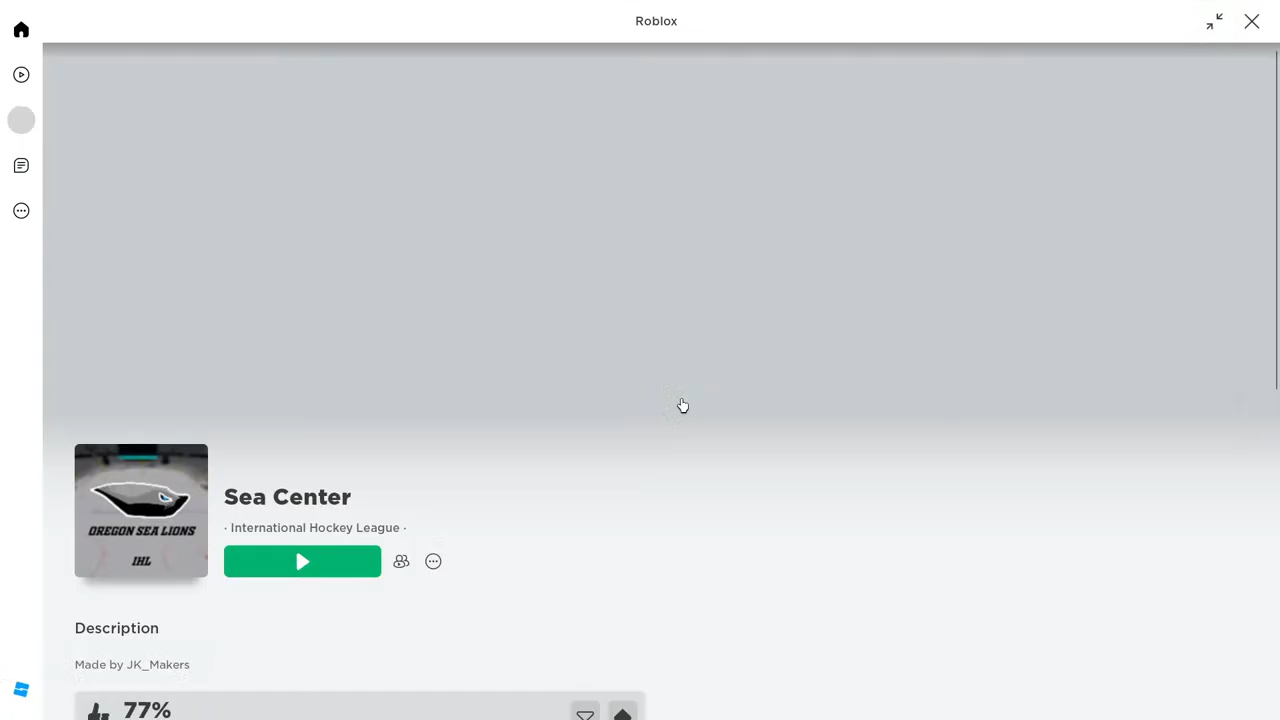 Roblox
OREGON SEA LIONS
IHL
Sea Center
· International Hockey League ·
Description
Made by JK_Makers
77%